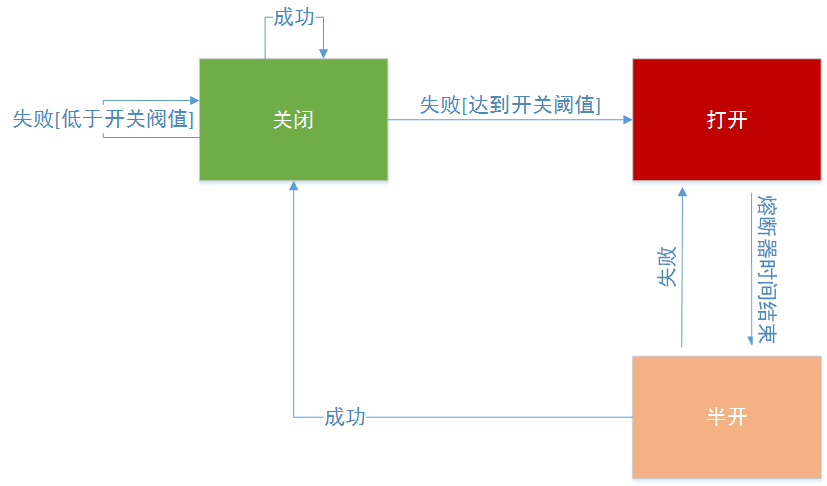 成功
失败[低于开关阀值]
关闭
失败[达到开关阈值]
打开
失败
熔断器时间结束
成功
半开